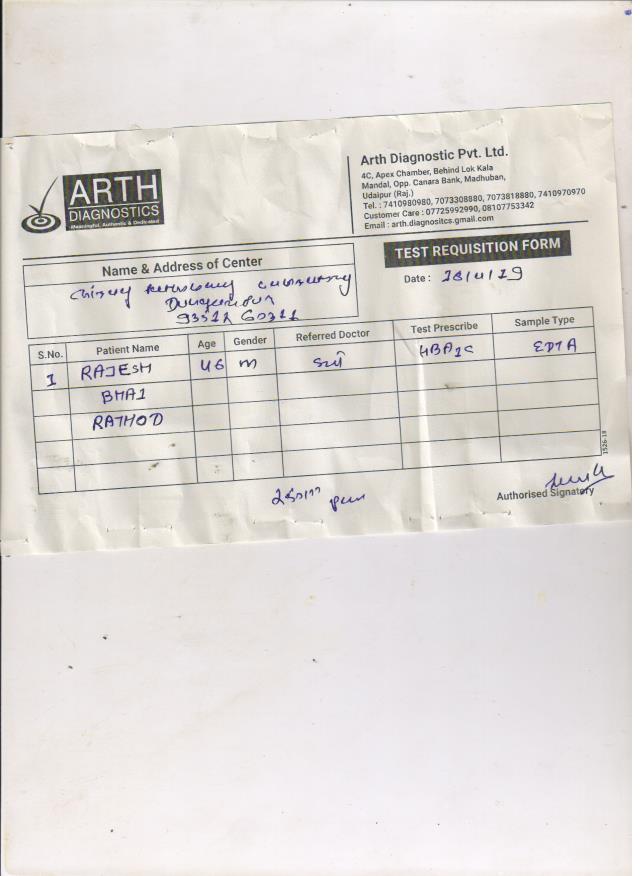 ARTH
DIAGNOSTICS
Meaningful, Authentic & Dedicated
Arth Diagnostic Pvt. Ltd.
4C, Apex Chamber, Behind Lok Kala
Mandal, Opp. Canara Bank, Madhuban,
Udaipur (Raj.)
Tel. : 7410980980, 7073308880, 7073818880, 7410970970
Customer Care : 07725992990, 08107753342
Email : arth.diagnositcs.gmail.com
TEST REQUISITION FORM
Date :
Name & Address of Center
S.No. Patient Name Age Gender Referred Doctor Test Prescribe Sample Type
1 RAJESH 46 M HBA1C EDTA
BHAI
RATHOD
Authorised Signatory
1526-18